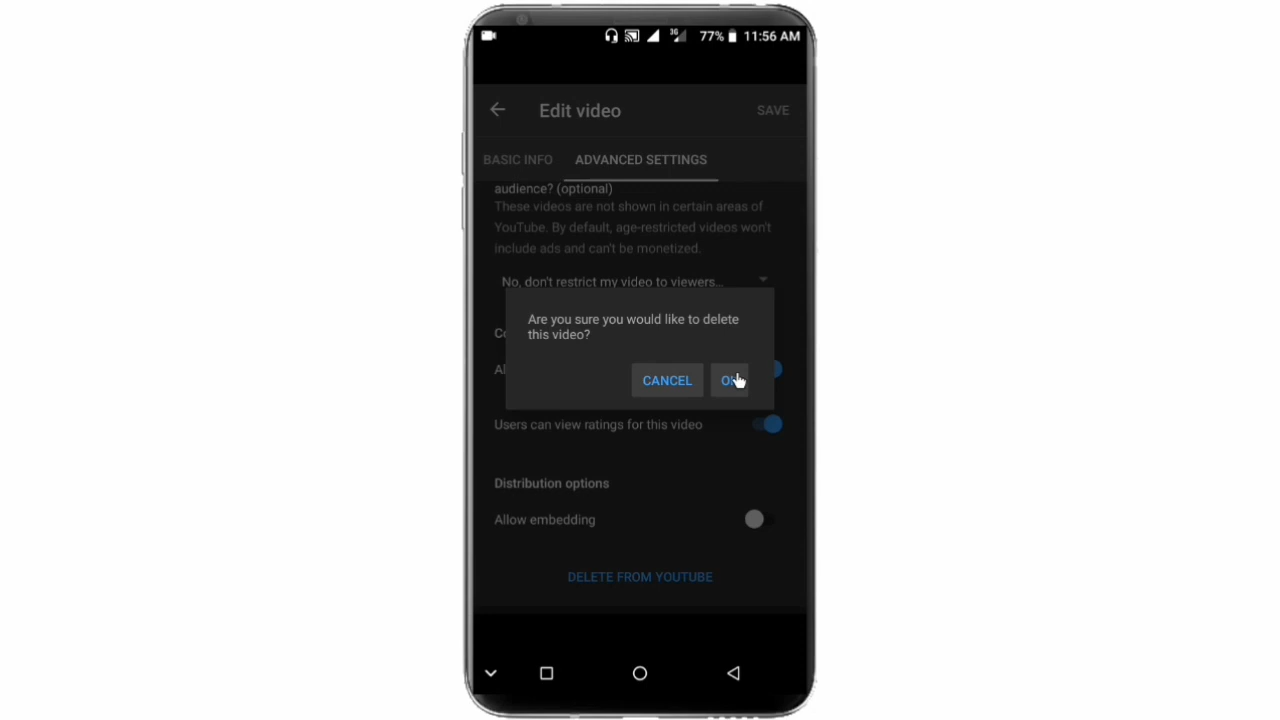 3G 77% 11:56 AM
Edit video SAVE
BASIC INFO ADVANCED SETTINGS
audience? (optional)
These videos are not shown in certain areas of
YouTube. By default, age-restricted videos won't
include ads and can't be monetized.
No, don't restrict my video to viewers...
Are you sure you would like to delete
this video?
CANCEL
Users can view ratings for this video
Distribution options
Allow embedding
DELETE FROM YOUTUBE